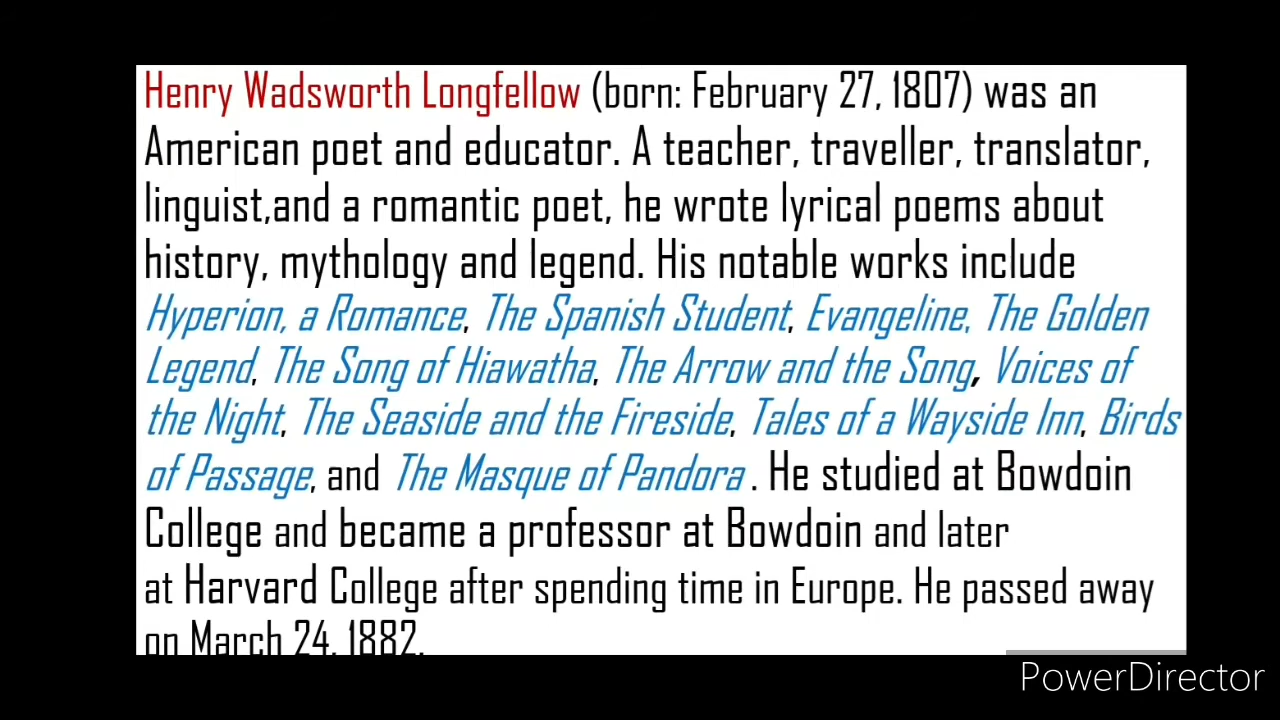 Henry Wadsworth Longfellow (born: February 27, 1807) was an
American poet and educator. A teacher, traveller, translator,
linguist,and a romantic poet, he wrote lyrical poems about
history, mythology and legend. His notable works include
Hyperion, a Romance, The Spanish Student, Evangeline, The Golden
Legend, The Song of Hiawatha, The Arrow and the Song, Voices of
the Night, The Seaside and the Fireside, Tales of a Wayside Inn, Birds
of Passage, and The Masque of Pandora . He studied at Bowdoin
College and became a professor at Bowdoin and later
at Harvard College after spending time in Europe. He passed away
on March 24, 1882.
PowerDirector